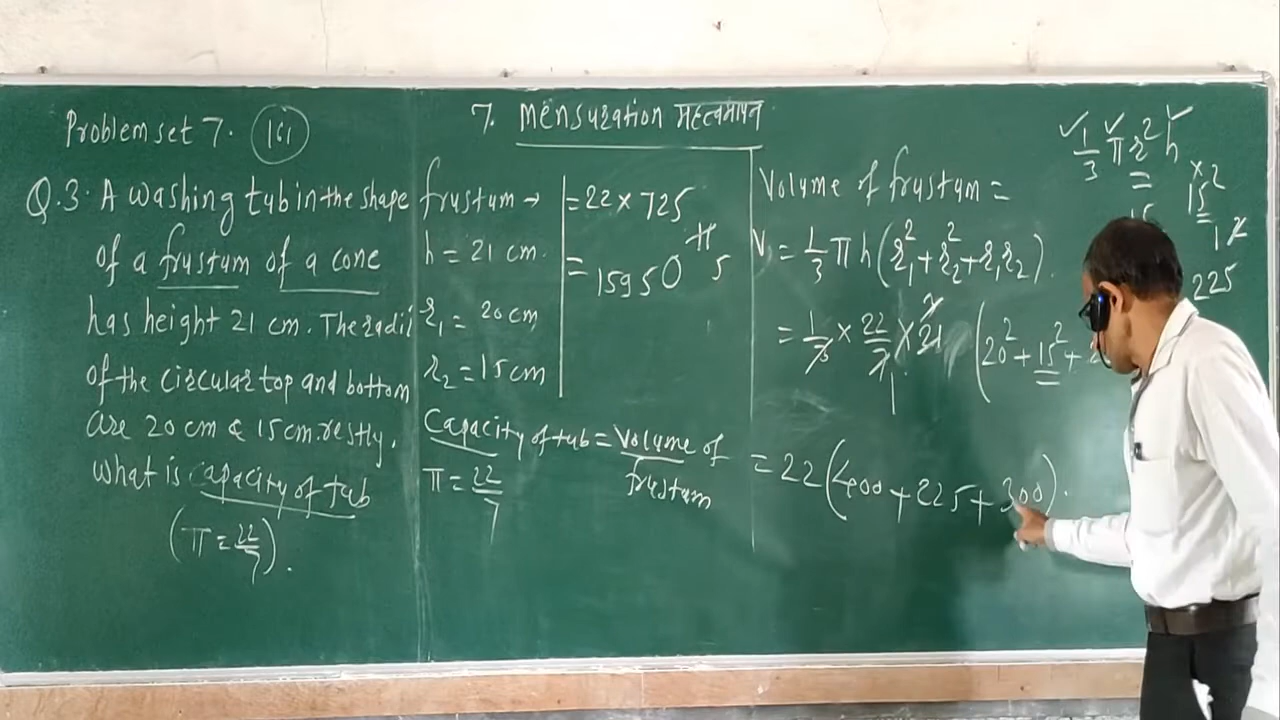 Problem set 7. 161
7. Mensuration महत्वमापन
Q.3. A washing tub in the shape
of a frustum of a cone
has height 21 cm. The radii
of the circular top and bottom
are 20 cm & 15 cm. restly.
What is capacity of tub
(π = 22/7).
frustum →
h = 21 cm.
r₁ = 20 cm
r₂ = 15 cm
Capacity of tub = Volume of frustum
π = 22/7
= 22 × 725
= 15950
5
Volume of frustum =
V = 1/3 π h (r₁² + r₂² + r₁r₂).
= 1/3 × 22/7 × 21 (20² + 15² +
= 22 (400 + 225 + 300).
1/3 π r² h
15²
225